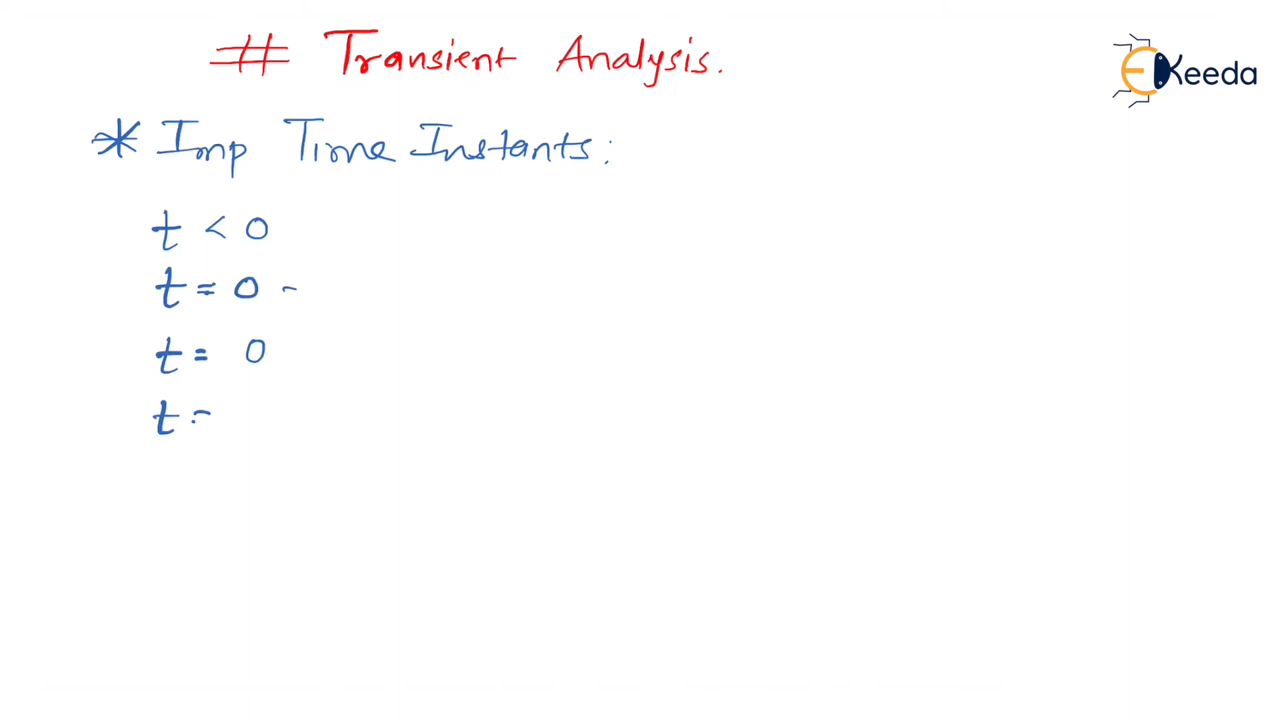 # Transient Analysis.
EKeeda
* Imp Time Instants:
t < 0
t = 0 -
t = 0
t =